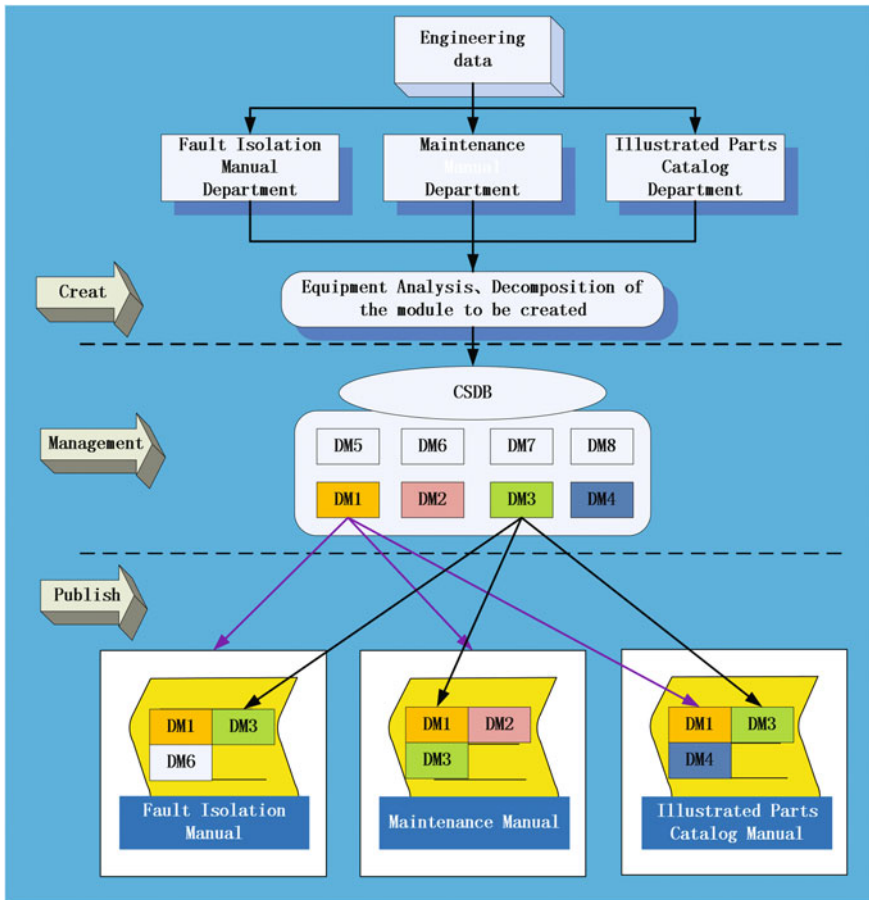 Engineering
data
Fault Isolation
Manual
Department
Maintenance
Manual
Department
Illustrated Parts
Catalog
Department
Creat
Equipment Analysis、Decomposition of
the module to be created
CSDB
Management
DM5 DM6 DM7 DM8
DM1 DM2 DM3 DM4
Publish
DM1 DM3
DM6
Fault Isolation
Manual
DM1 DM2
DM3
Maintenance Manual
DM1 DM3
DM4
Illustrated Parts
Catalog Manual